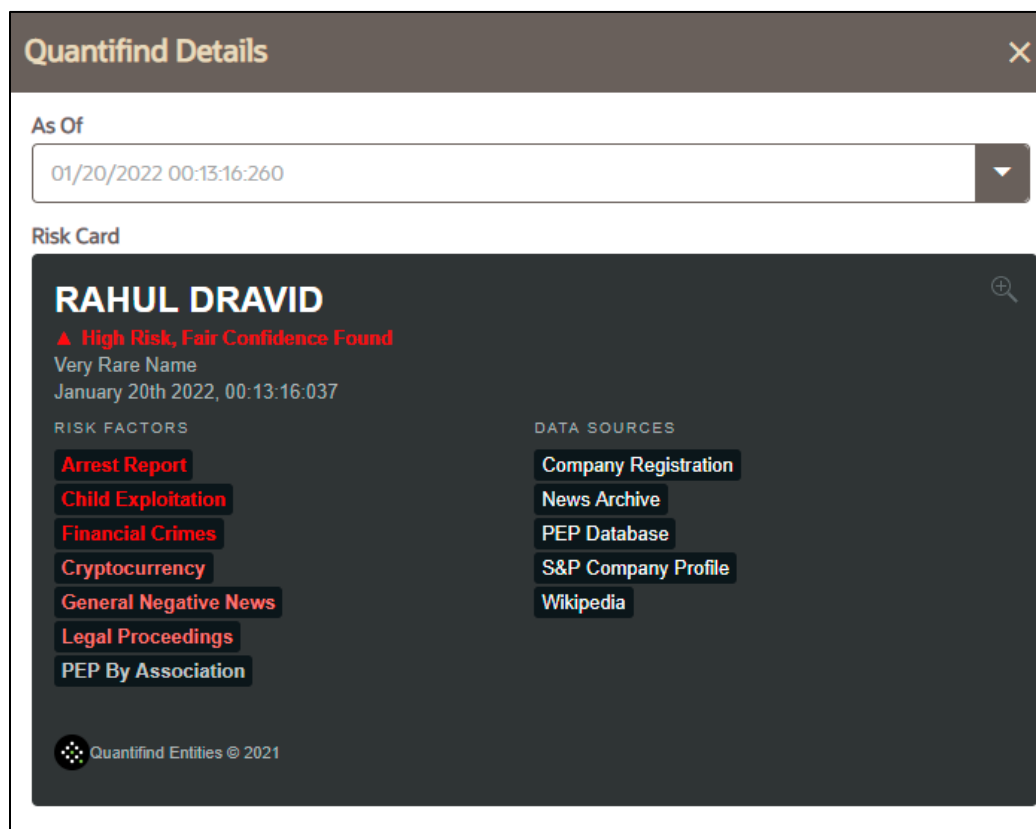 Quantifind Details
As Of
01/20/2022 00:13:16:260
Risk Card
RAHUL DRAVID
High Risk, Fair Confidence Found
Very Rare Name
January 20th 2022, 00:13:16:037
RISK FACTORS
Arrest Report
Child Exploitation
Financial Crimes
Cryptocurrency
General Negative News
Legal Proceedings
PEP By Association
DATA SOURCES
Company Registration
News Archive
PEP Database
S&P Company Profile
Wikipedia
Quantifind Entities © 2021